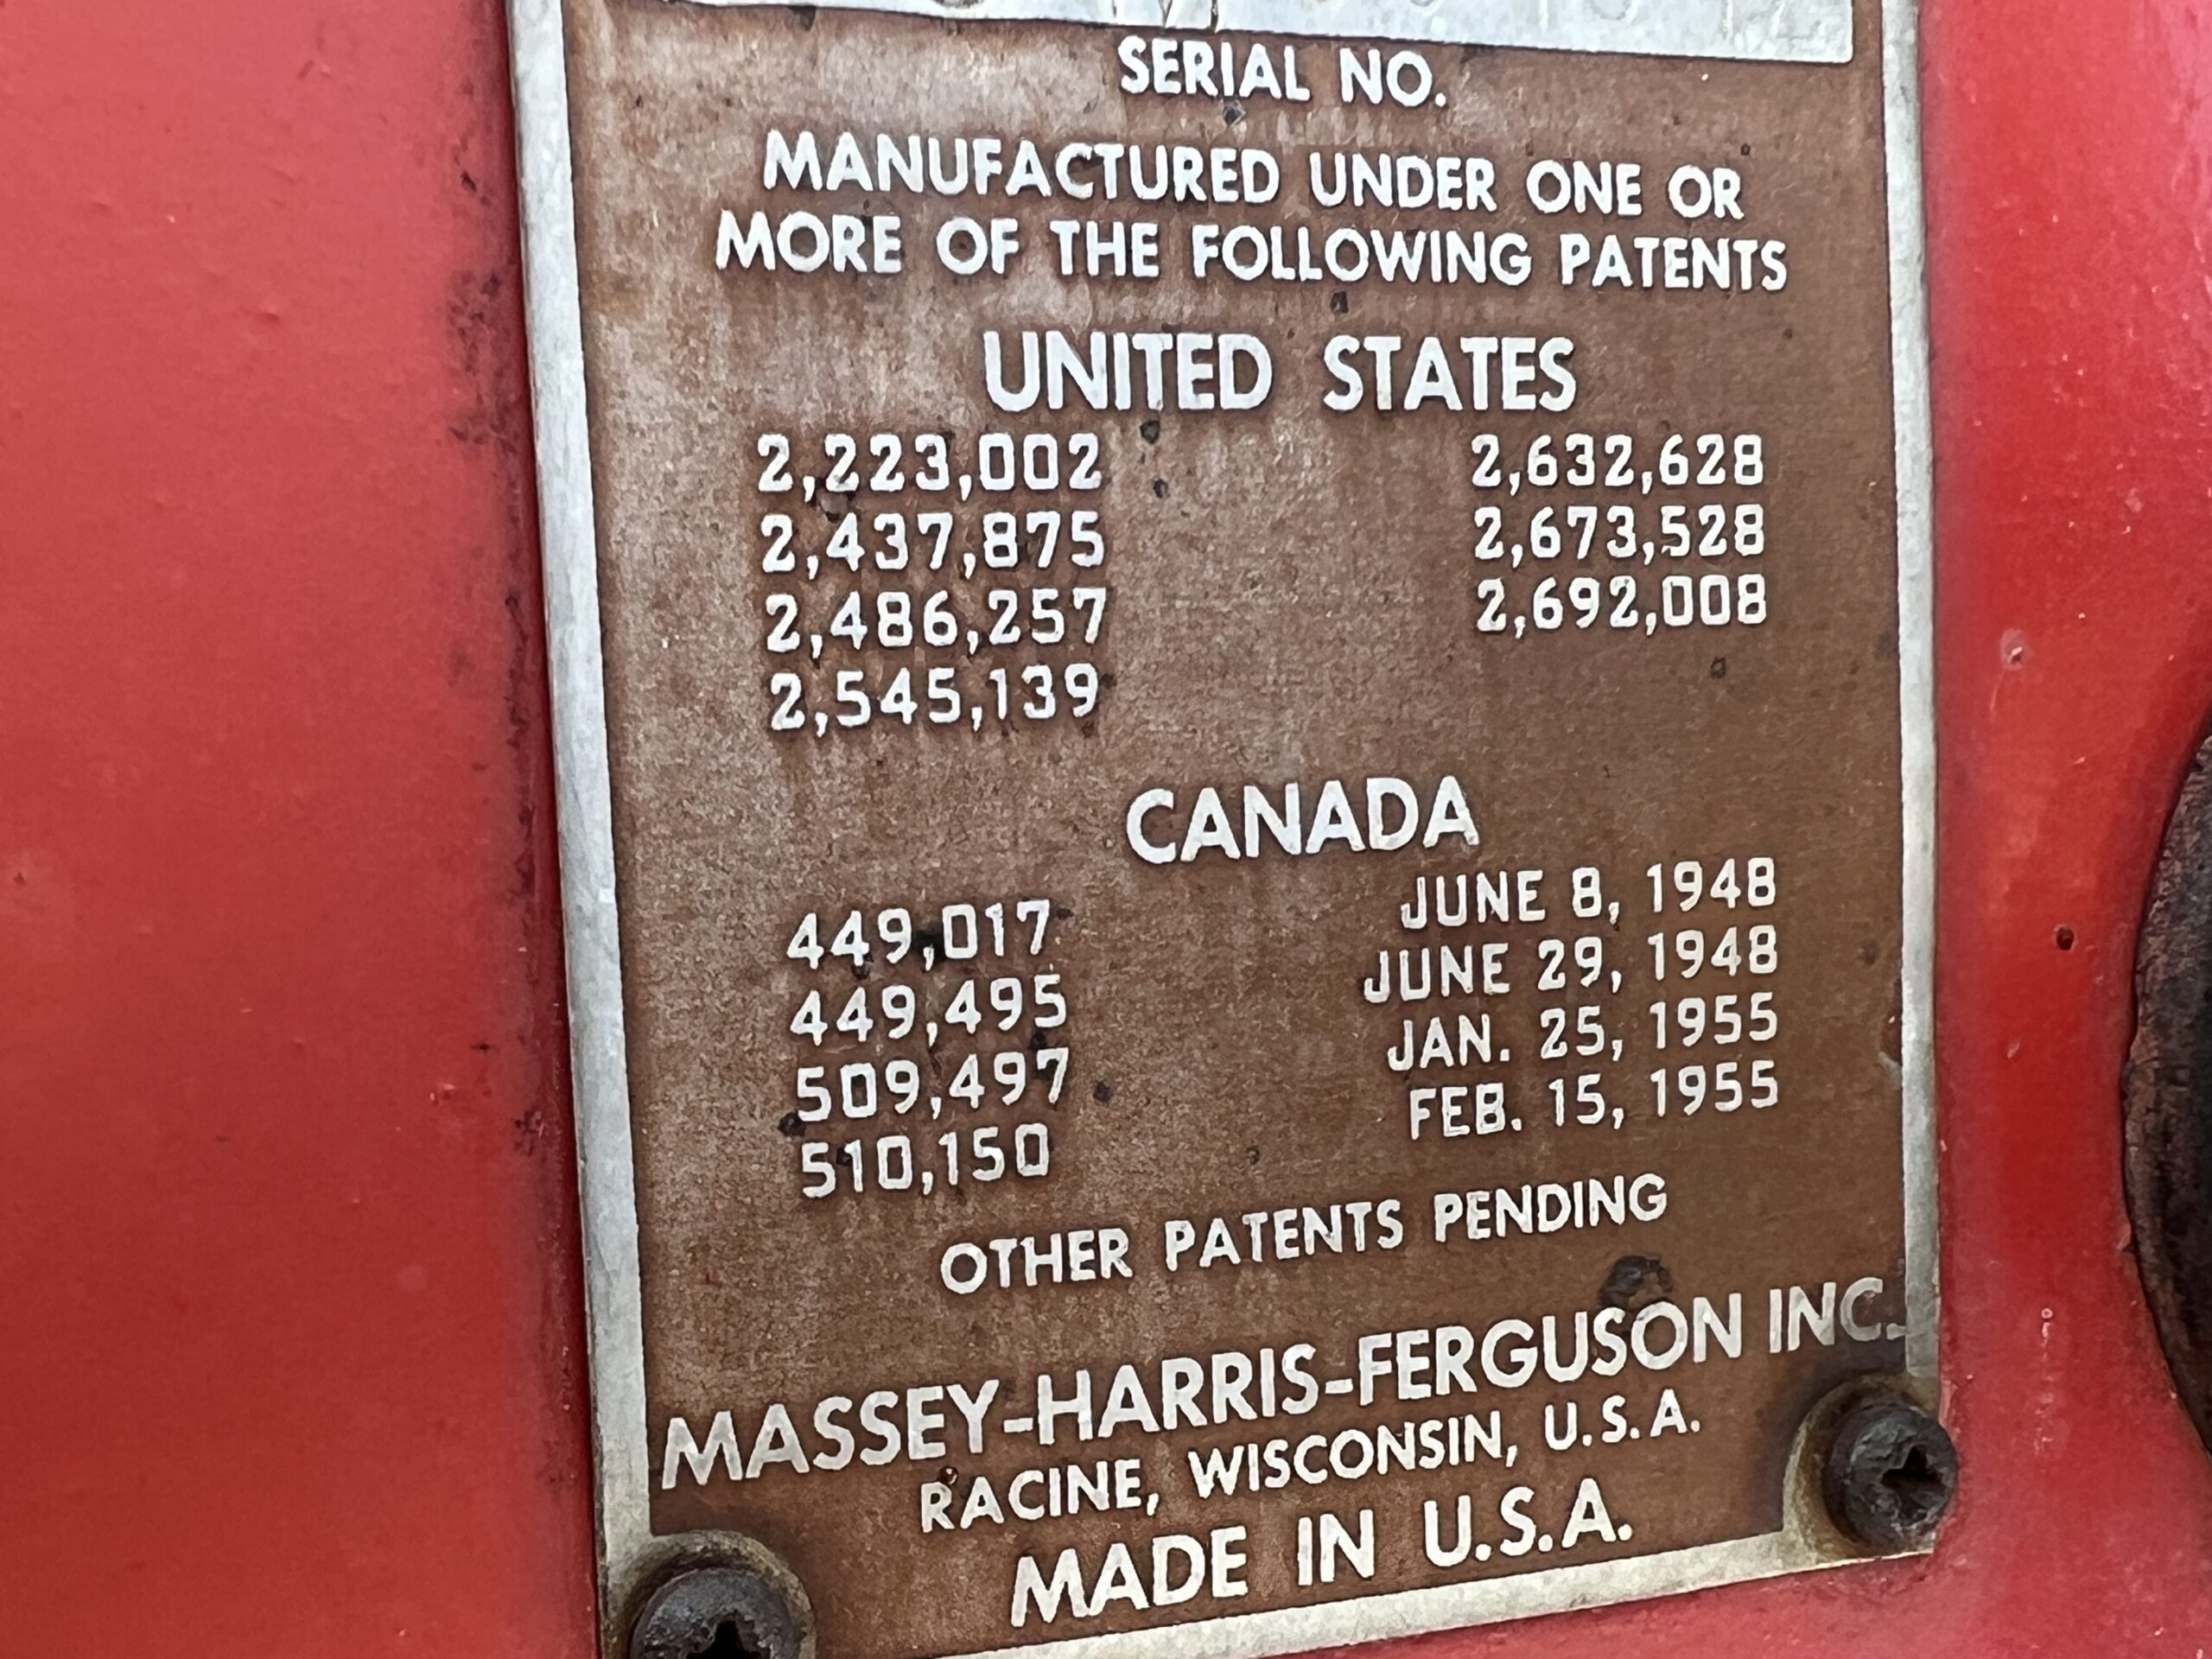 SERIAL NO.
MANUFACTURED UNDER ONE OR
MORE OF THE FOLLOWING PATENTS
UNITED STATES
2,223,002 2,632,628
2,437,875 2,673,528
2,486,257 2,692,008
2,545,139
CANADA
449,017 JUNE 8, 1948
449,495 JUNE 29, 1948
509,497 JAN. 25, 1955
510,150 FEB. 15, 1955
OTHER PATENTS PENDING
MASSEY-HARRIS-FERGUSON INC.
RACINE, WISCONSIN, U.S.A.
MADE IN U.S.A.